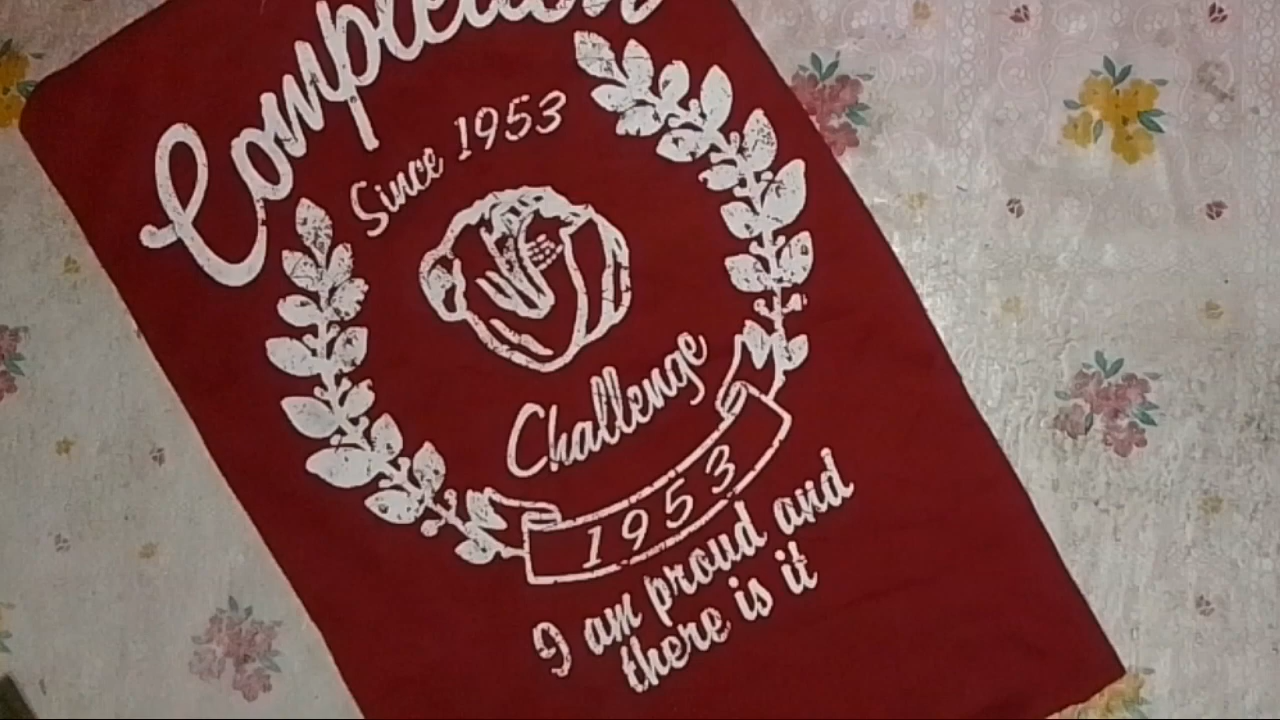 Completion
Since 1953
Challenge
1953
I am proud and
there is it